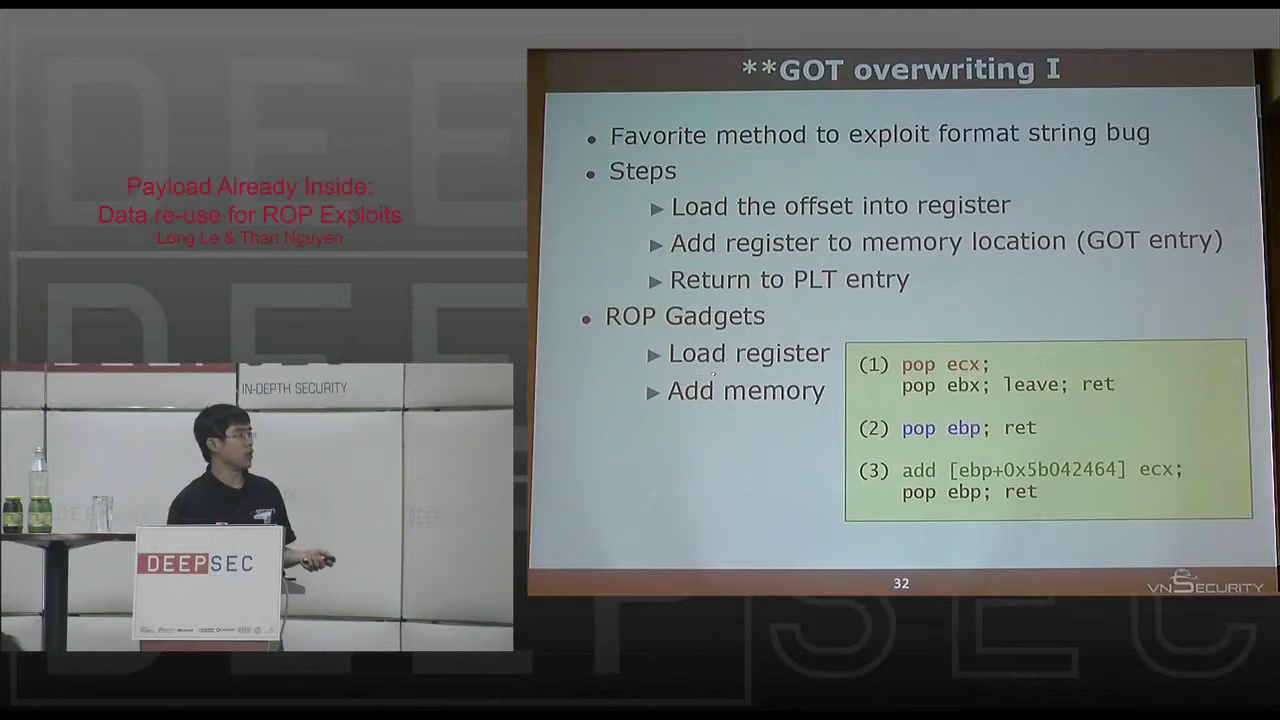 Payload Already Inside:
Data re-use for ROP Exploits
Long Le & Than Nguyen
IN-DEPTH SECURITY
DEEPSEC
**GOT overwriting I
Favorite method to exploit format string bug
Steps
Load the offset into register
Add register to memory location (GOT entry)
Return to PLT entry
ROP Gadgets
Load register
Add memory
(1) pop ecx;
pop ebx; leave; ret
(2) pop ebp; ret
(3) add [ebp+0x5b042464] ecx;
pop ebp; ret
32
VNSECURITY